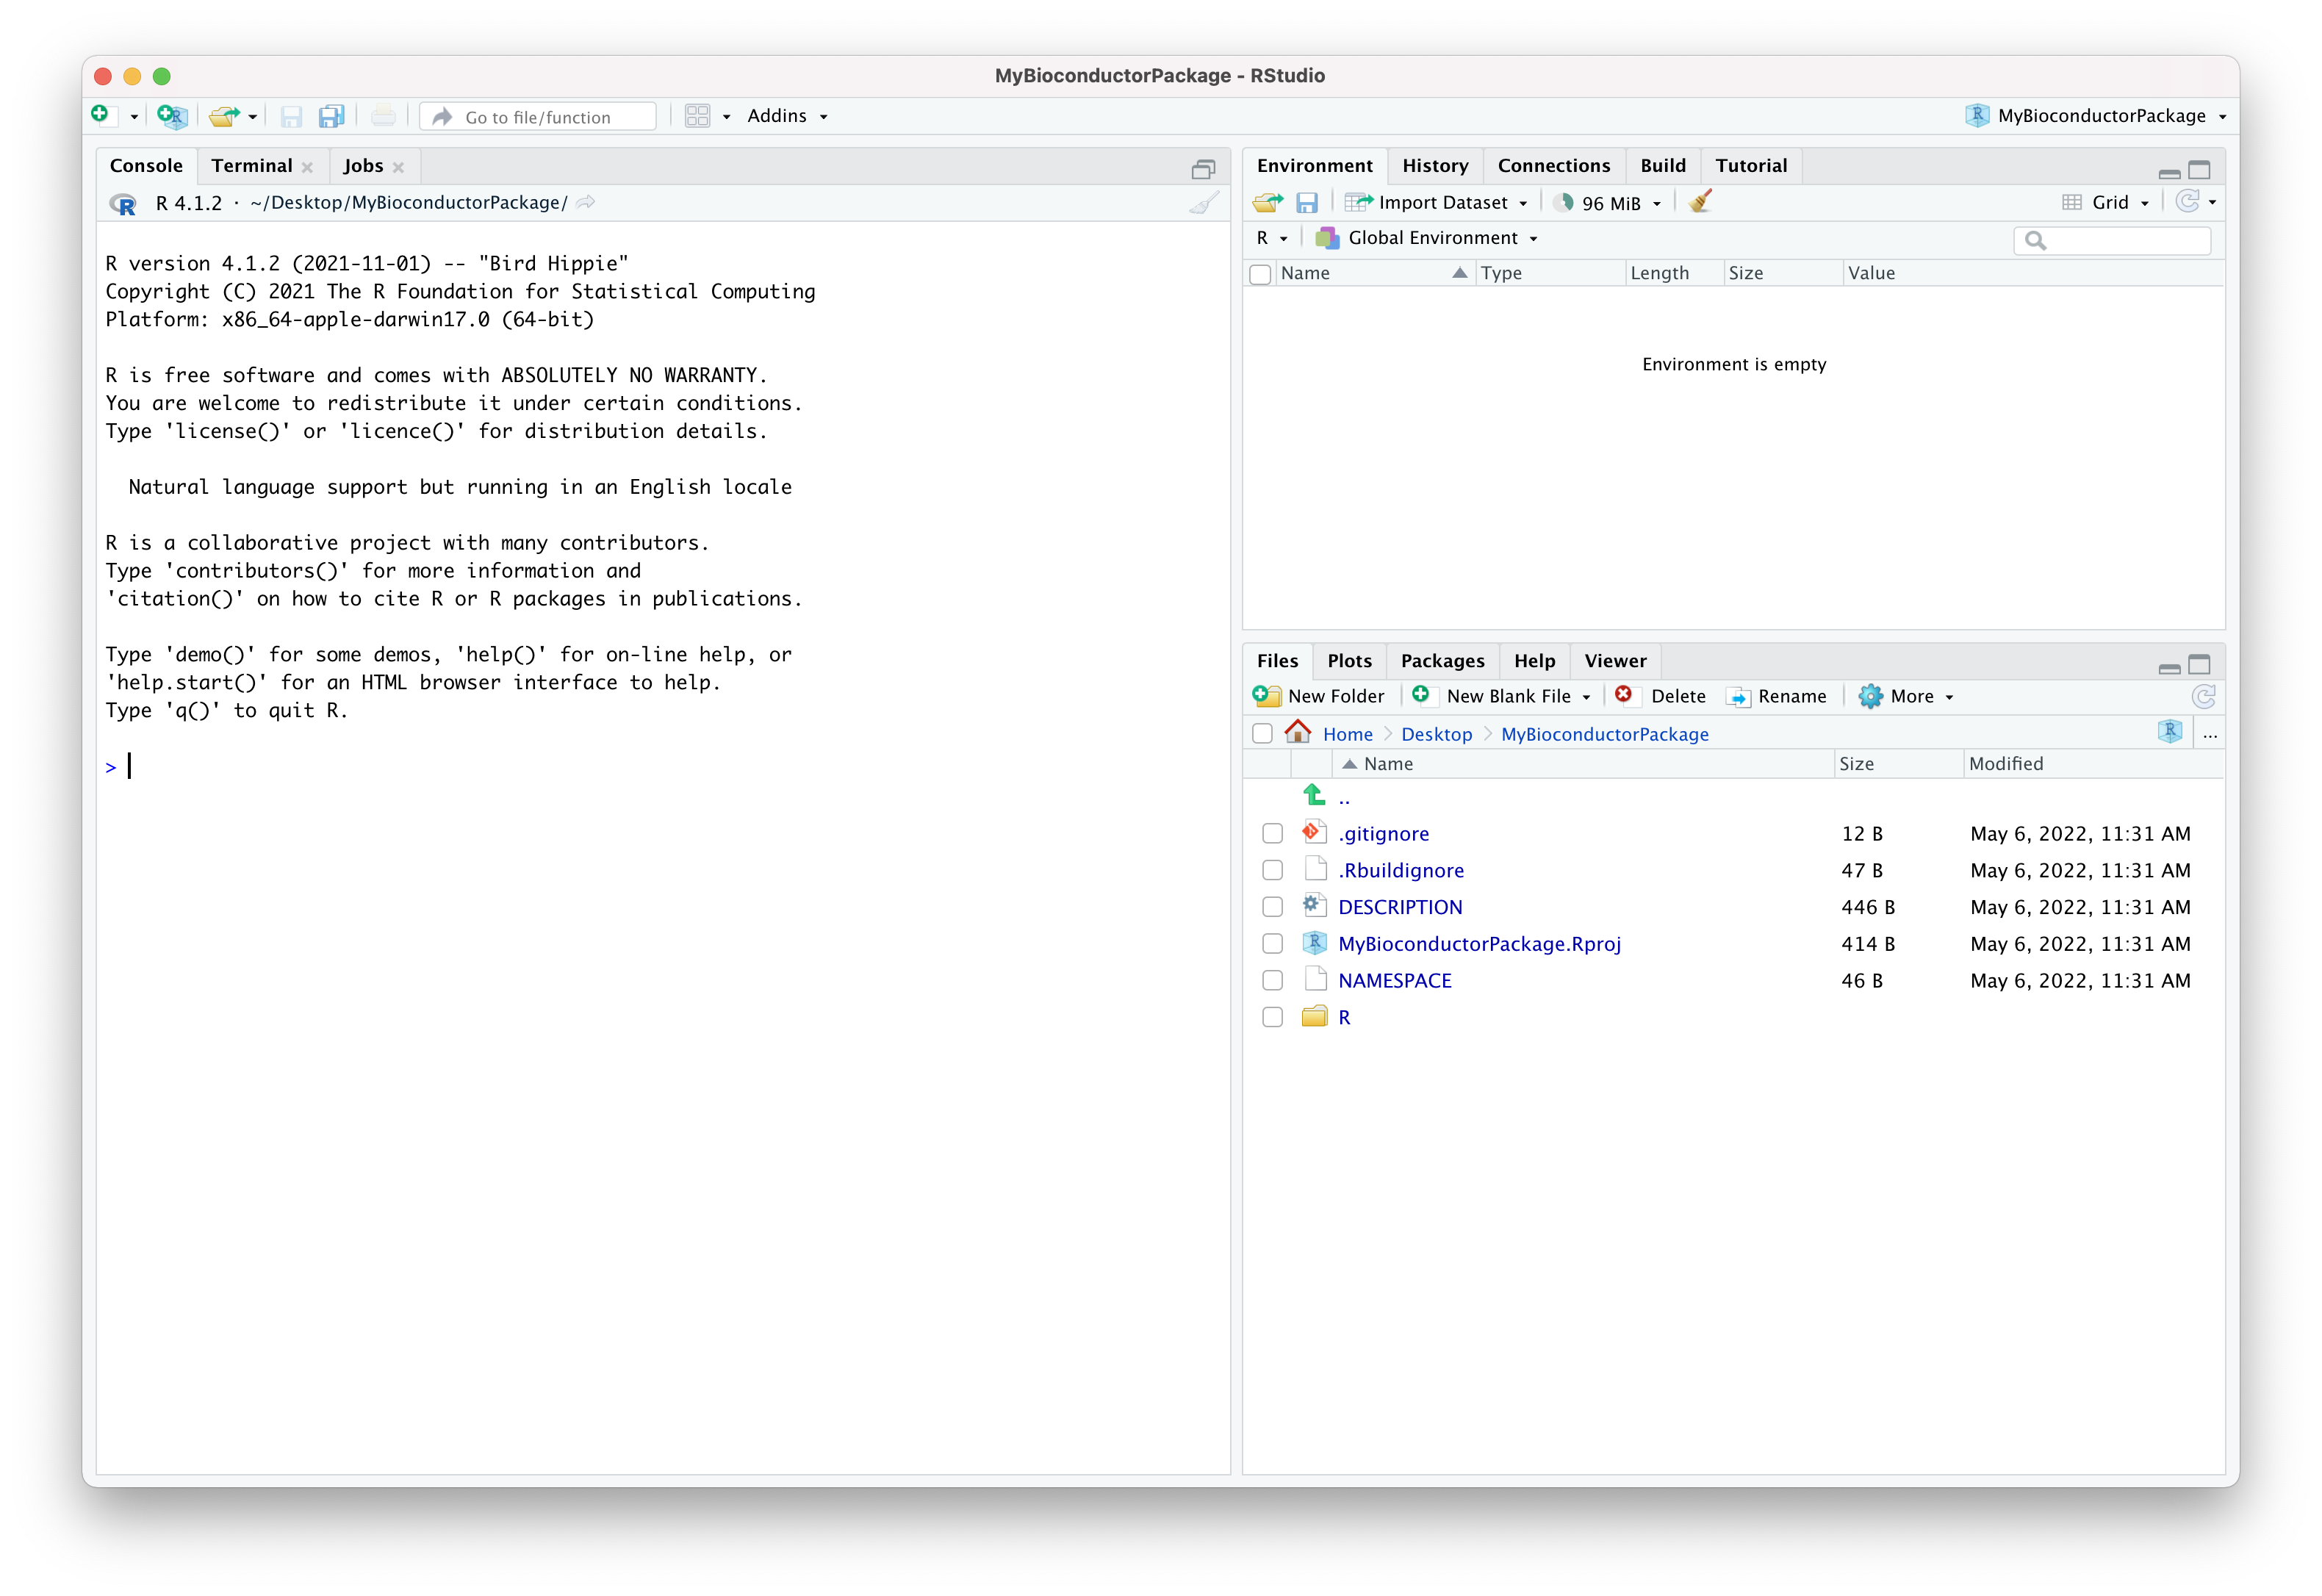 MyBioconductorPackage - RStudio
Go to file/function
Addins
MyBioconductorPackage
Console Terminal Jobs
R 4.1.2 · ~/Desktop/MyBioconductorPackage/
R version 4.1.2 (2021-11-01) -- "Bird Hippie"
Copyright (C) 2021 The R Foundation for Statistical Computing
Platform: x86_64-apple-darwin17.0 (64-bit)
R is free software and comes with ABSOLUTELY NO WARRANTY.
You are welcome to redistribute it under certain conditions.
Type 'license()' or 'licence()' for distribution details.
Natural language support but running in an English locale
R is a collaborative project with many contributors.
Type 'contributors()' for more information and
'citation()' on how to cite R or R packages in publications.
Type 'demo()' for some demos, 'help()' for on-line help, or
'help.start()' for an HTML browser interface to help.
Type 'q()' to quit R.
>
Environment History Connections Build Tutorial
Import Dataset 96 MiB Grid
R Global Environment
Name Type Length Size Value
Environment is empty
Files Plots Packages Help Viewer
New Folder New Blank File Delete Rename More
Home > Desktop > MyBioconductorPackage ...
Name Size Modified
..
.gitignore 12 B May 6, 2022, 11:31 AM
.Rbuildignore 47 B May 6, 2022, 11:31 AM
DESCRIPTION 446 B May 6, 2022, 11:31 AM
MyBioconductorPackage.Rproj 414 B May 6, 2022, 11:31 AM
NAMESPACE 46 B May 6, 2022, 11:31 AM
R